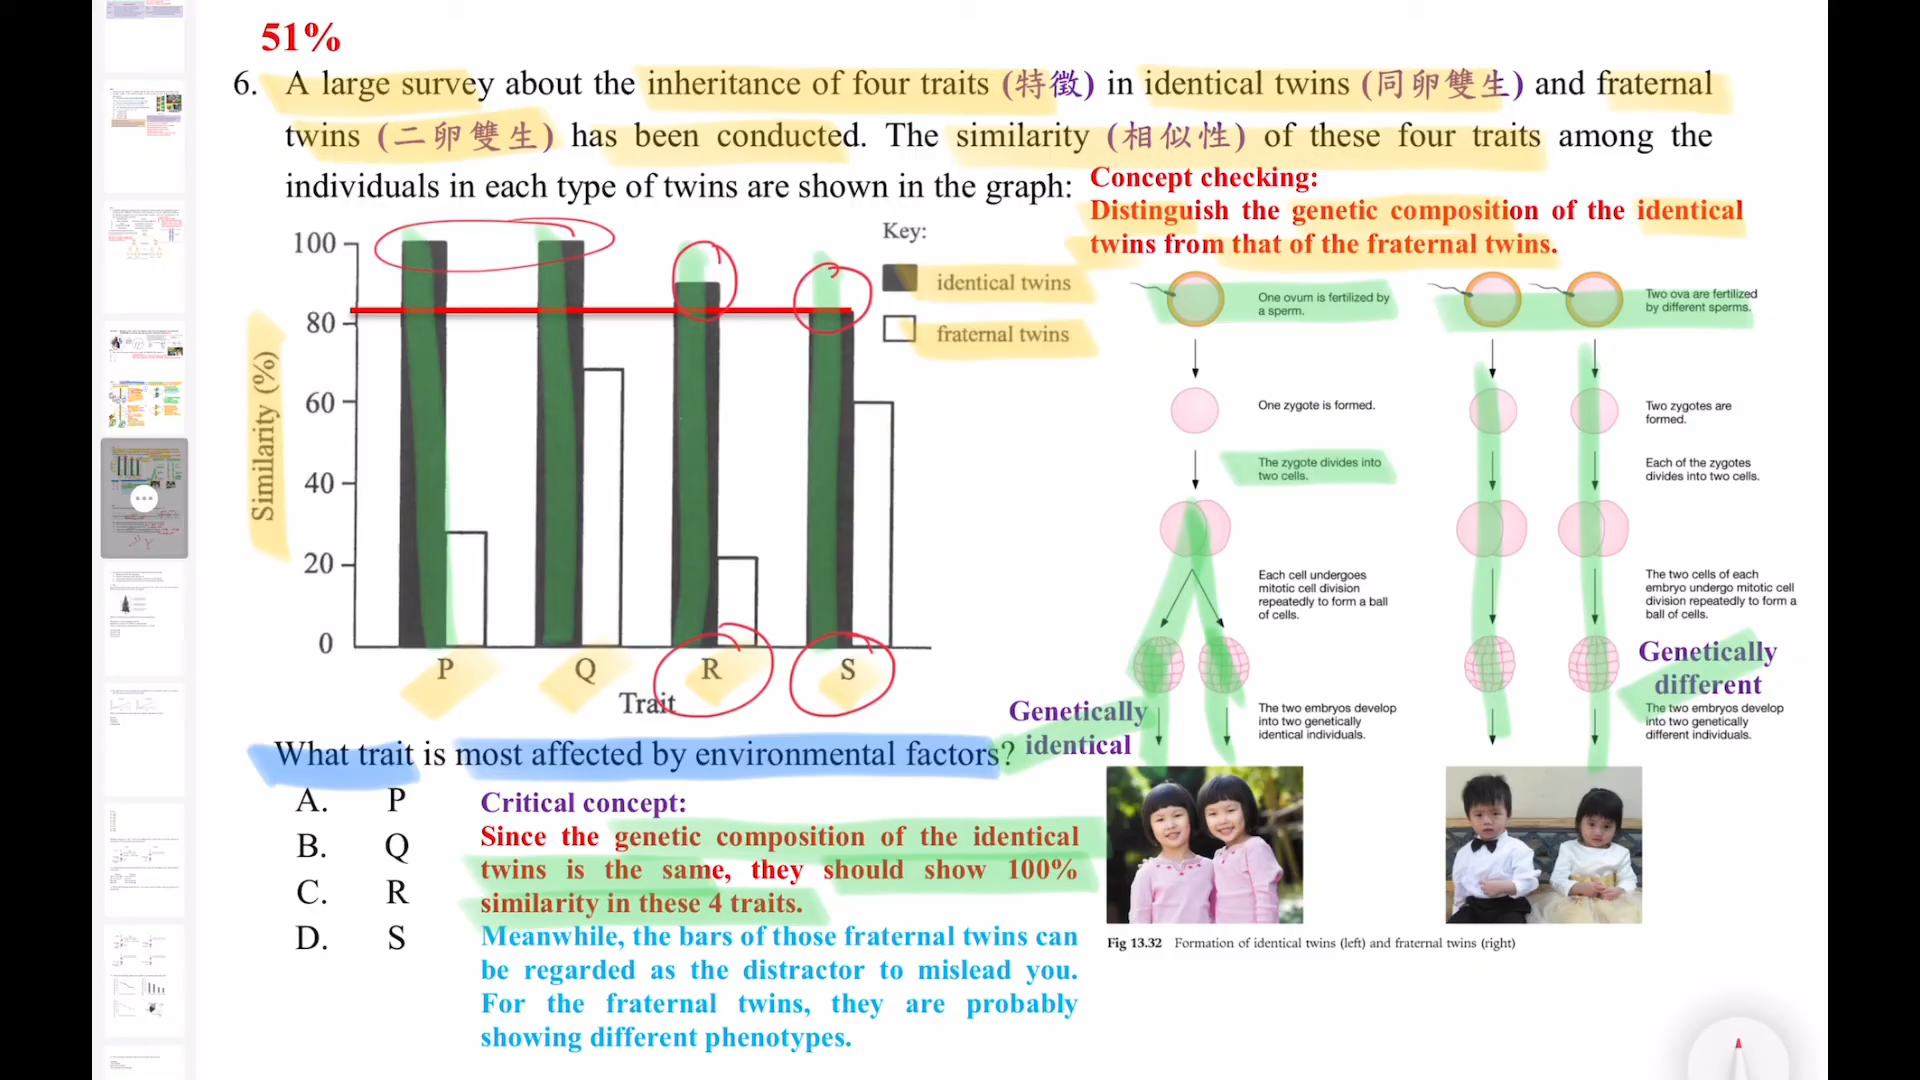 51%
6. A large survey about the inheritance of four traits (特徵) in identical twins (同卵雙生) and fraternal
twins (二卵雙生) has been conducted. The similarity (相似性) of these four traits among the
individuals in each type of twins are shown in the graph:
Concept checking:
Distinguish the genetic composition of the identical
twins from that of the fraternal twins.
Key:
identical twins
fraternal twins
Similarity (%)
100
80
60
40
20
0
P Q R S
Trait
One ovum is fertilized by
a sperm.
One zygote is formed.
The zygote divides into
two cells.
Each cell undergoes
mitotic cell division
repeatedly to form a ball
of cells.
The two embryos develop
into two genetically
identical individuals.
Genetically
identical
Two ova are fertilized
by different sperms.
Two zygotes are
formed.
Each of the zygotes
divides into two cells.
The two cells of each
embryo undergo mitotic cell
division repeatedly to form a
ball of cells.
Genetically
different
The two embryos develop
into two genetically
different individuals.
Fig 13.32 Formation of identical twins (left) and fraternal twins (right)
What trait is most affected by environmental factors?
A. P
B. Q
C. R
D. S
Critical concept:
Since the genetic composition of the identical
twins is the same, they should show 100%
similarity in these 4 traits.
Meanwhile, the bars of those fraternal twins can
be regarded as the distractor to mislead you.
For the fraternal twins, they are probably
showing different phenotypes.